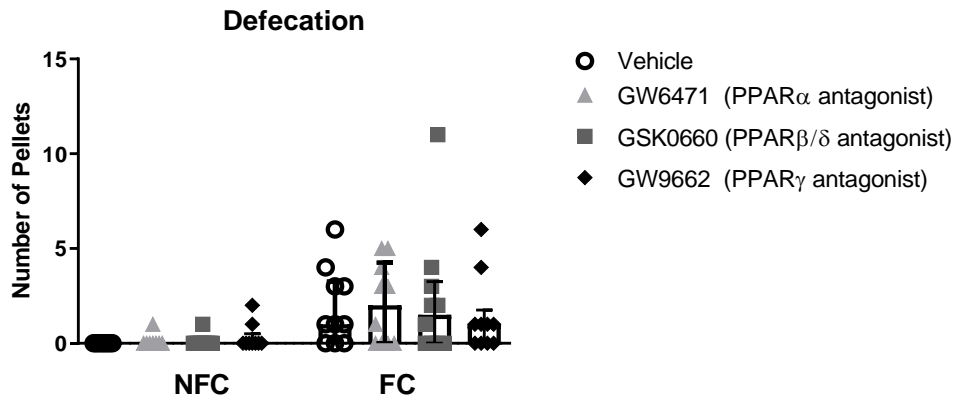 Defecation
15
10
5
0
Number of Pellets
NFC
FC
Vehicle
GW6471 (PPARα antagonist)
GSK0660 (PPARβ/δ antagonist)
GW9662 (PPARγ antagonist)